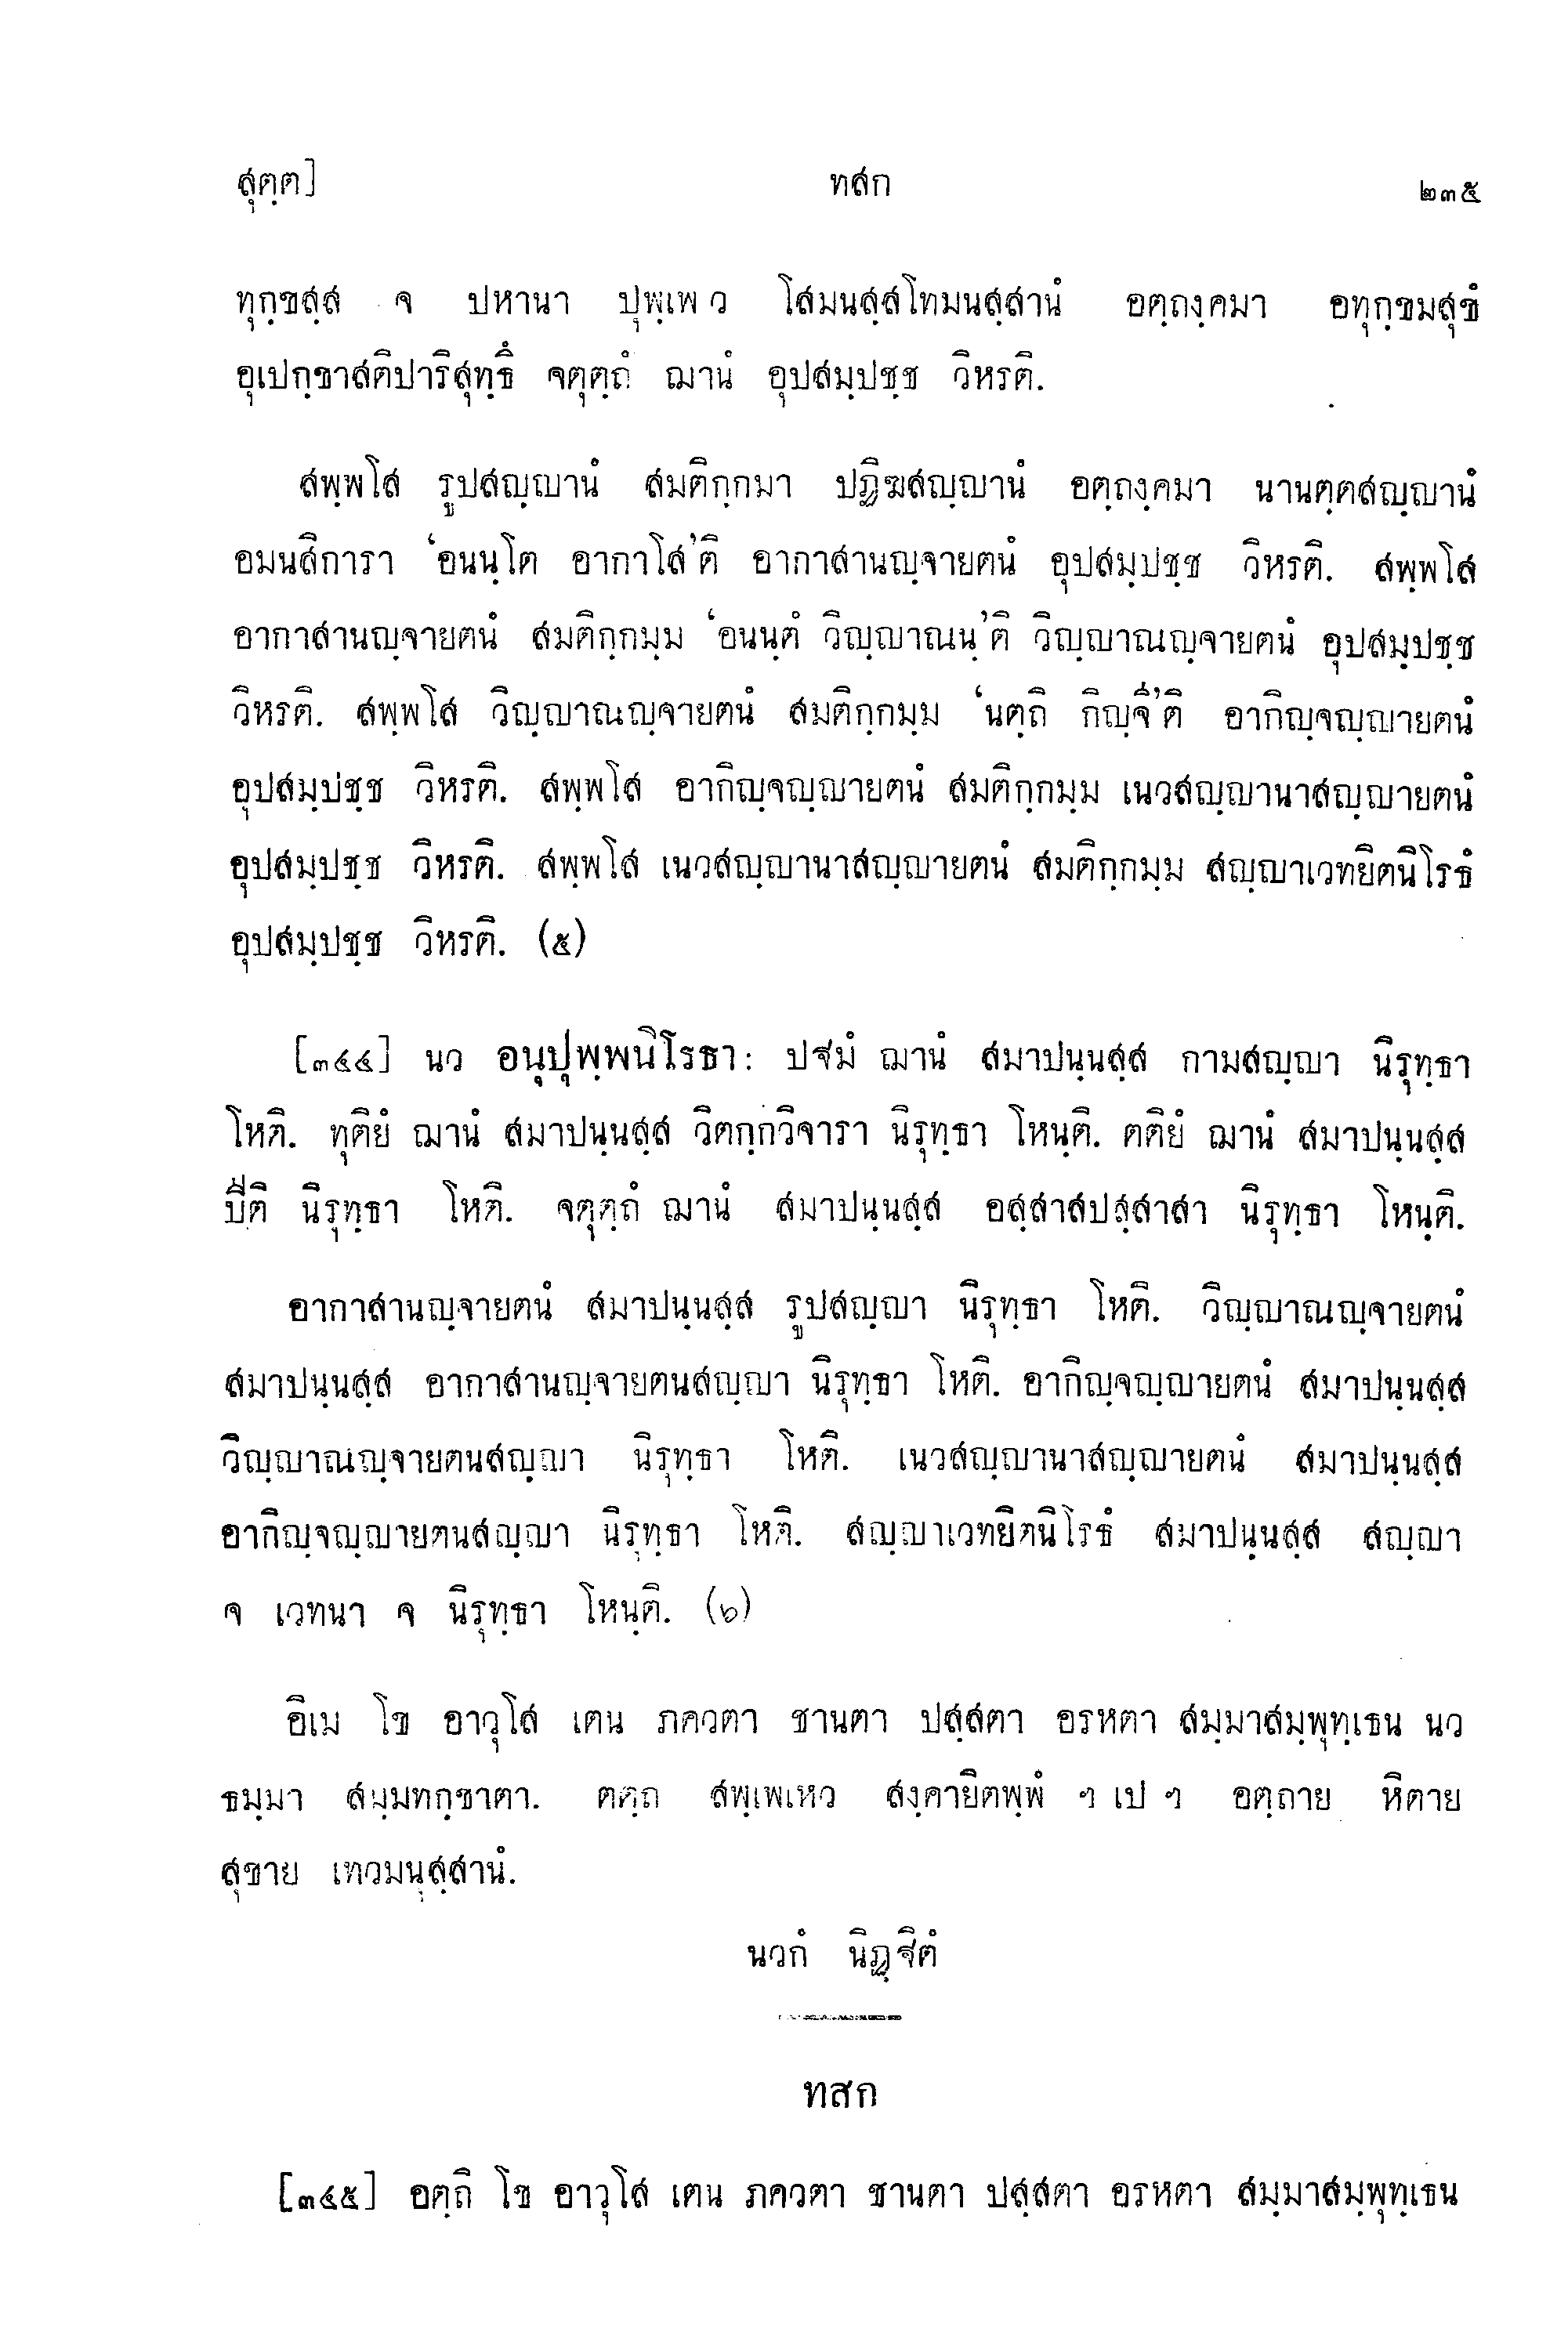 สุตฺต]
ทสก
๒๓๕
ทุกฺขสฺส จ ปหานา ปุพฺเพว โสมนสฺสโทมนสฺสานํ อตฺถงฺคมา อทุกฺขมสุขํ
อุเปกฺขาสติปาริสุทฺธึ จตุตฺถํ ฌานํ อุปสมฺปชฺช วิหรติ.
สพฺพโส รูปสญฺญานํ สมติกฺกมา ปฏิฆสญฺญานํ อตฺถงฺคมา นานตฺตสญฺญานํ
อมนสิการา ‘อนนฺโต อากาโส’ติ อากาสานญฺจายตนํ อุปสมฺปชฺช วิหรติ. สพฺพโส
อากาสานญฺจายตนํ สมติกฺกมฺม ‘อนนฺตํ วิญฺญาณนฺ’ติ วิญฺญาณญฺจายตนํ อุปสมฺปชฺช
วิหรติ. สพฺพโส วิญฺญาณญฺจายตนํ สมติกฺกมฺม ‘นตฺถิ กิญฺจี’ติ อากิญฺจญฺญายตนํ
อุปสมฺปชฺช วิหรติ. สพฺพโส อากิญฺจญฺญายตนํ สมติกฺกมฺม เนวสญฺญานาสญฺญายตนํ
อุปสมฺปชฺช วิหรติ. สพฺพโส เนวสญฺญานาสญฺญายตนํ สมติกฺกมฺม สญฺญาเวทยิตนิโรธํ
อุปสมฺปชฺช วิหรติ. (๕)
[๓๔๔] นว อนุปุพฺพนิโรธา: ปฐมํ ฌานํ สมาปนฺนสฺส กามสญฺญา นิรุทฺธา
โหติ. ทุติยํ ฌานํ สมาปนฺนสฺส วิตกฺกวิจารา นิรุทฺธา โหนฺติ. ตติยํ ฌานํ สมาปนฺนสฺส
ปีติ นิรุทฺธา โหติ. จตุตฺถํ ฌานํ สมาปนฺนสฺส อสฺสาสปสฺสาสา นิรุทฺธา โหนฺติ.
อากาสานญฺจายตนํ สมาปนฺนสฺส รูปสญฺญา นิรุทฺธา โหติ. วิญฺญาณญฺจายตนํ
สมาปนฺนสฺส อากาสานญฺจายตนสญฺญา นิรุทฺธา โหติ. อากิญฺจญฺญายตนํ สมาปนฺนสฺส
วิญฺญาณญฺจายตนสญฺญา นิรุทฺธา โหติ. เนวสญฺญานาสญฺญายตนํ สมาปนฺนสฺส
อากิญฺจญฺญายตนสญฺญา นิรุทฺธา โหติ. สญฺญาเวทยิตนิโรธํ สมาปนฺนสฺส สญฺญา
จ เวทนา จ นิรุทฺธา โหนฺติ. (๖)
อิเม โข อาวุโส เตน ภควตา ชานตา ปสฺสตา อรหตา สมฺมาสมฺพุทฺเธน นว
ธมฺมา สมฺมทกฺขาตา. ตตฺถ สพฺเพเหว สงฺคายิตพฺพํ ฯ เป ฯ อตฺถาย หิตาย
สุขาย เทวมนุสฺสานํ.
นวกํ นิฏฺฐิตํ
ทสก
[๓๔๕] อตฺถิ โข อาวุโส เตน ภควตา ชานตา ปสฺสตา อรหตา สมฺมาสมฺพุทฺเธน